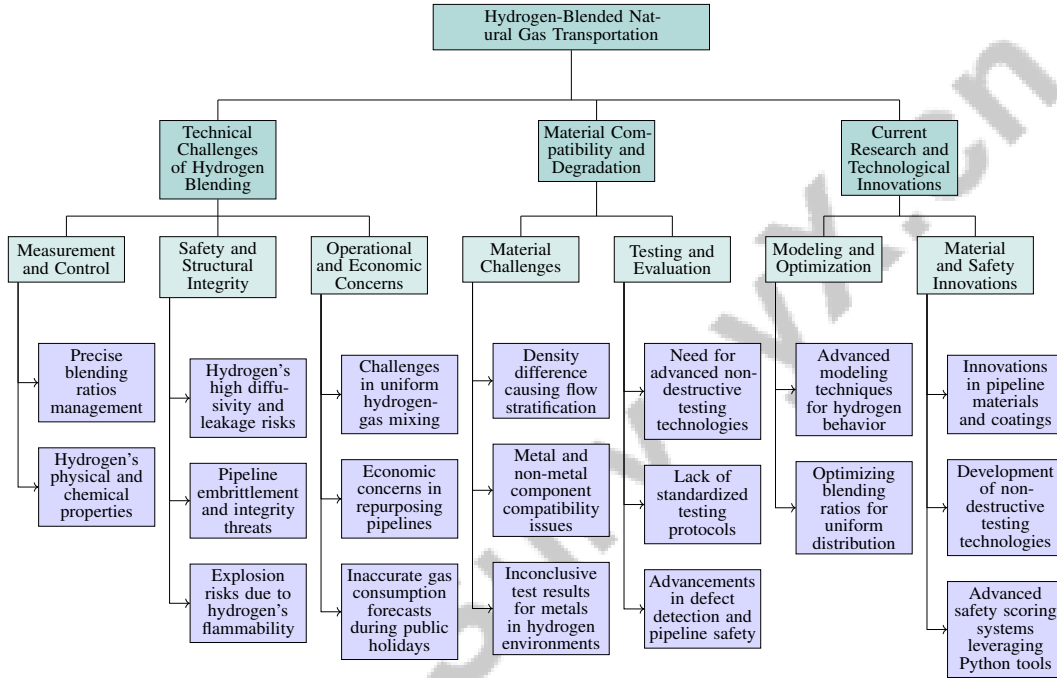 Hydrogen-Blended Nat-
ural Gas Transportation
Technical
Challenges
of Hydrogen
Blending
Material Com-
patibility and
Degradation
Current
Research and
Technological
Innovations
Measurement
and Control
Safety and
Structural
Integrity
Operational
and Economic
Concerns
Material
Challenges
Testing and
Evaluation
Modeling and
Optimization
Material
and Safety
Innovations
Precise
blending
ratios
management
Hydrogen's
physical and
chemical
properties
Hydrogen's
high diffu-
sivity and
leakage risks
Pipeline
embrittlement
and integrity
threats
Explosion
risks due to
hydrogen's
flammability
Challenges
in uniform
hydrogen-
gas mixing
Economic
concerns in
repurposing
pipelines
Inaccurate gas
consumption
forecasts
during public
holidays
Density
difference
causing flow
stratification
Metal and
non-metal
component
compatibility
issues
Inconclusive
test results
for metals
in hydrogen
environments
Need for
advanced non-
destructive
testing
technologies
Lack of
standardized
testing
protocols
Advancements
in defect
detection and
pipeline safety
Advanced
modeling
techniques
for hydrogen
behavior
Optimizing
blending
ratios for
uniform
distribution
Innovations
in pipeline
materials
and coatings
Development
of non-
destructive
testing
technologies
Advanced
safety scoring
systems
leveraging
Python tools